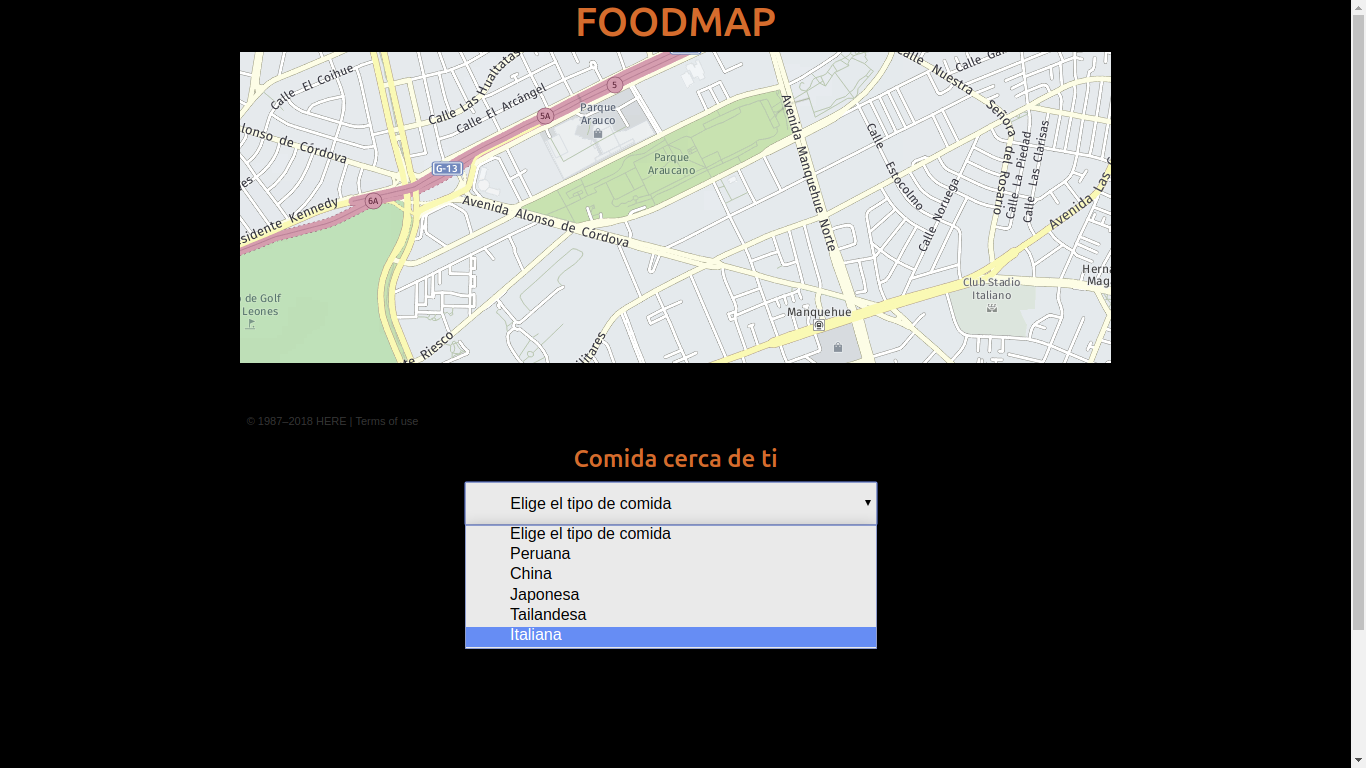 FOODMAP
Calle El Coihue
Calle Las Hualtatas
Calle El Arcángel
5
5A
Parque
Arauco
Calle Nuestra Señora del Rosario
Avenida Manquehue Norte
Calle Estocolmo
Calle La Piedad
Calle Las Clarisas
lonso de Córdova
G-13
Parque
Araucano
6A
sidente Kennedy
Avenida Alonso de Córdova
Calle Noruega
Avenida Las
Herna
Mag
Club Stadio
Italiano
de Golf
Leones
Manquehue
Riesco
litares
© 1987–2018 HERE | Terms of use
Comida cerca de ti
Elige el tipo de comida
Elige el tipo de comida
Peruana
China
Japonesa
Tailandesa
Italiana